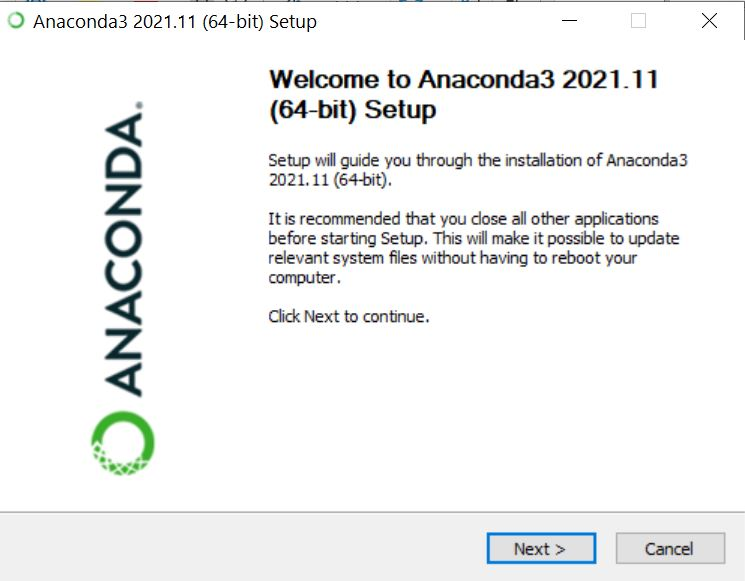 Anaconda3 2021.11 (64-bit) Setup
Welcome to Anaconda3 2021.11
(64-bit) Setup
Setup will guide you through the installation of Anaconda3
2021.11 (64-bit).
It is recommended that you close all other applications
before starting Setup. This will make it possible to update
relevant system files without having to reboot your
computer.
Click Next to continue.
ANACONDA.
Next >
Cancel